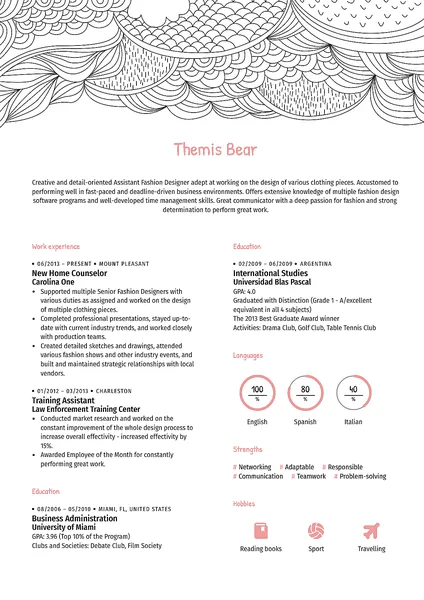 Themis Bear
Creative and detail-oriented Assistant Fashion Designer adept at working on the design of various clothing pieces. Accustomed to
performing well in fast-paced and deadline-driven business environments. Offers extensive knowledge of multiple fashion design
software programs and well-developed time management skills. Great communicator with a deep passion for fashion and strong
determination to perform great work.
Work experience
• 06/2013 – PRESENT • MOUNT PLEASANT
New Home Counselor
Carolina One
• Supported multiple Senior Fashion Designers with
various duties as assigned and worked on the design
of multiple clothing pieces.
• Completed professional presentations, stayed up-to-
date with current industry trends, and worked closely
with production teams.
• Created detailed sketches and drawings, attended
various fashion shows and other industry events, and
built and maintained strategic relationships with local
vendors.
• 01/2012 – 03/2013 • CHARLESTON
Training Assistant
Law Enforcement Training Center
• Conducted market research and worked on the
constant improvement of the whole design process to
increase overall effectivity - increased effectivity by
15%.
• Awarded Employee of the Month for constantly
performing great work.
Education
• 08/2006 – 05/2010 • MIAMI, FL, UNITED STATES
Business Administration
University of Miami
GPA: 3.96 (Top 10% of the Program)
Clubs and Societies: Debate Club, Film Society
Education
• 02/2009 – 06/2009 • ARGENTINA
International Studies
Universidad Blas Pascal
GPA: 4.0
Graduated with Distinction (Grade 1 - A/excellent
equivalent in all 4 subjects)
The 2013 Best Graduate Award winner
Activities: Drama Club, Golf Club, Table Tennis Club
Languages
100 80 40
% % %
English Spanish Italian
Strengths
# Networking # Adaptable # Responsible
# Communication # Teamwork # Problem-solving
Hobbies
Reading books Sport Travelling